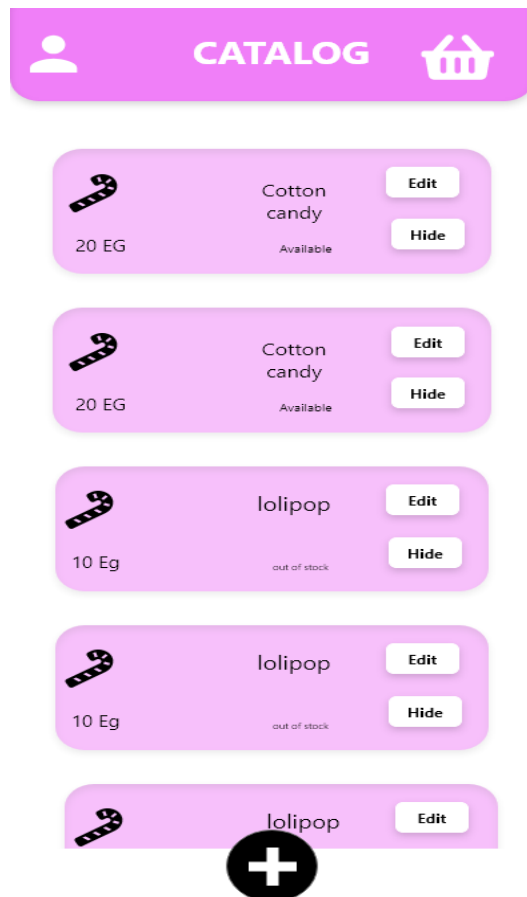 CATALOG
Cotton
candy
Edit
Hide
20 EG
Available
Cotton
candy
Edit
Hide
20 EG
Available
lolipop
Edit
Hide
10 Eg
out of stock
lolipop
Edit
Hide
10 Eg
out of stock
lolipop
Edit